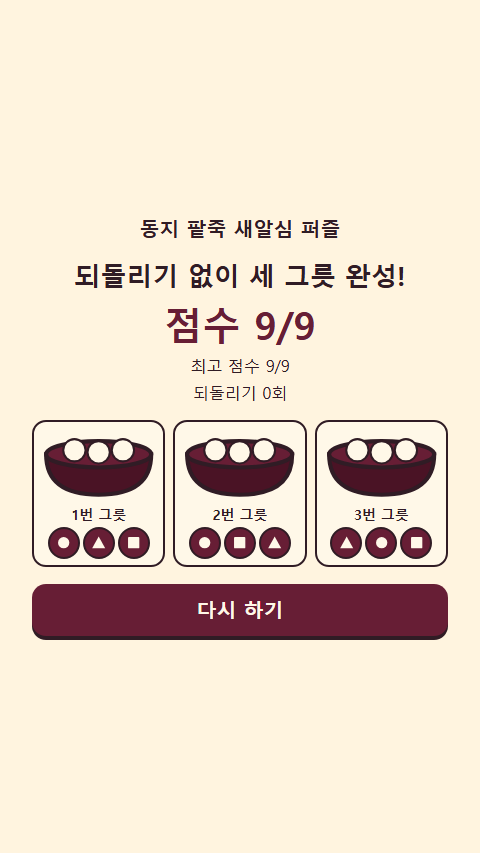 동지 팥죽 새알심 퍼즐
되돌리기 없이 세 그릇 완성!
점수 9/9
최고 점수 9/9
되돌리기 0회
1번 그릇
2번 그릇
3번 그릇
다시 하기